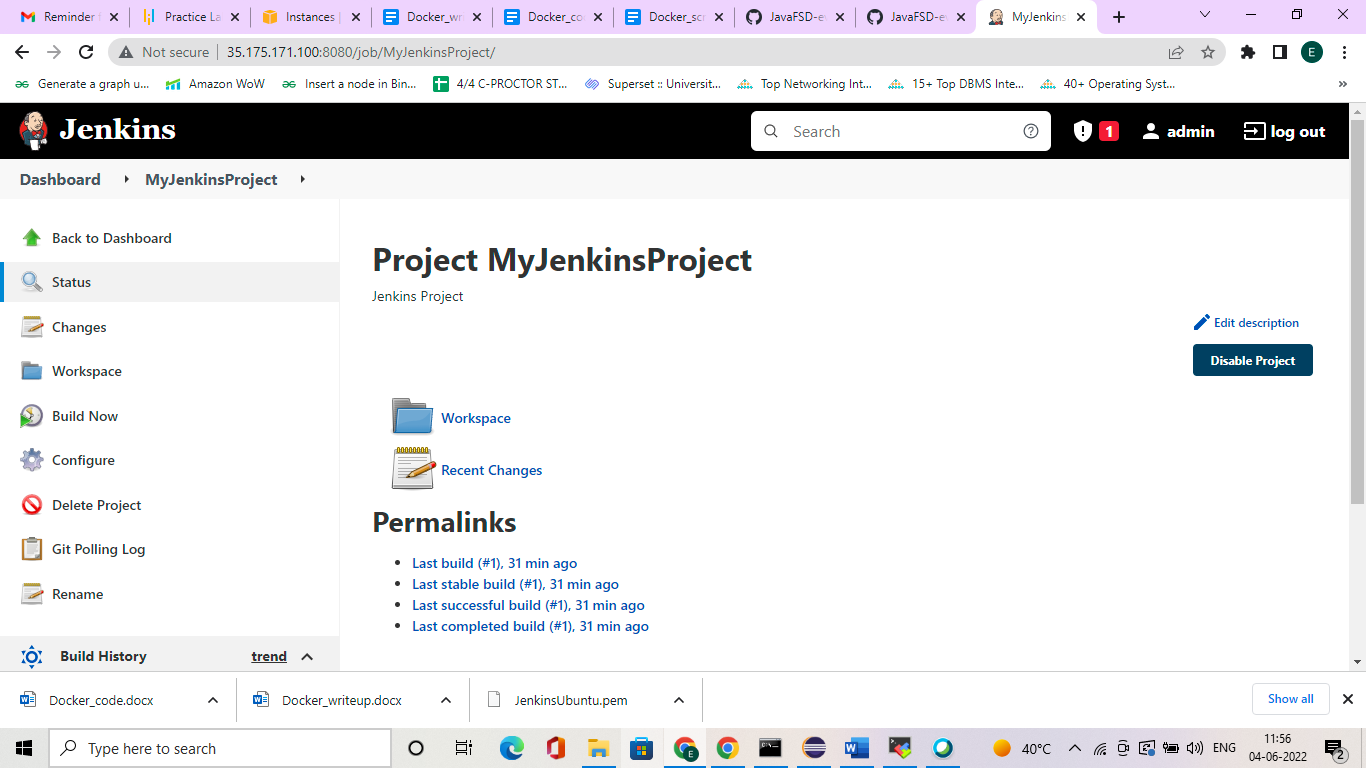 Reminder f
Practice La
Instances |
Docker_wr
Docker_co
Docker_scr
JavaFSD-ev
JavaFSD-ev
MyJenkins
Not secure
35.175.171.100:8080/job/MyJenkinsProject/
E
Generate a graph u...
Amazon WoW
Insert a node in Bin...
4/4 C-PROCTOR ST...
Superset :: Universit...
Top Networking Int...
15+ Top DBMS Inte...
40+ Operating Syst...
»
Jenkins
Search
1
admin
log out
Dashboard
MyJenkinsProject
Back to Dashboard
Status
Changes
Workspace
Build Now
Configure
Delete Project
Git Polling Log
Rename
Build History
trend
Project MyJenkinsProject
Jenkins Project
Edit description
Disable Project
Workspace
Recent Changes
Permalinks
• Last build (#1), 31 min ago
• Last stable build (#1), 31 min ago
• Last successful build (#1), 31 min ago
• Last completed build (#1), 31 min ago
Docker_code.docx
Docker_writeup.docx
JenkinsUbuntu.pem
Show all
Type here to search
40°C
ENG
11:56
04-06-2022
2